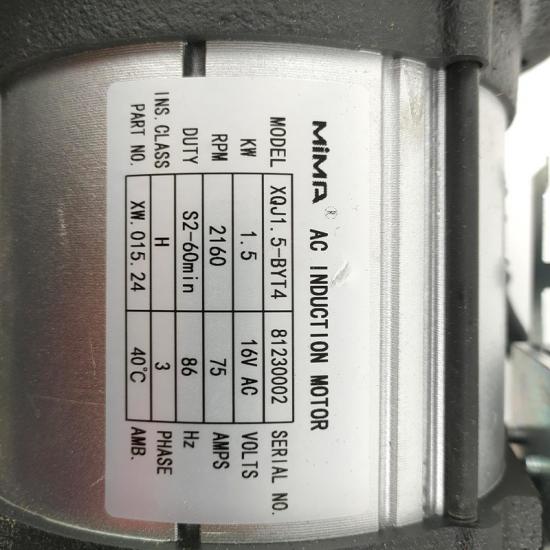 MiMA® AC INDUCTION MOTOR
MODEL XQJ1.5-BYT4 81230002 SERIAL NO.
KW 1.5 16V AC VOLTS
RPM 2160 75 AMPS
DUTY S2-60min 86 Hz
INS.CLASS H 3 PHASE
PART NO. XW.015.24 40℃ AMB.